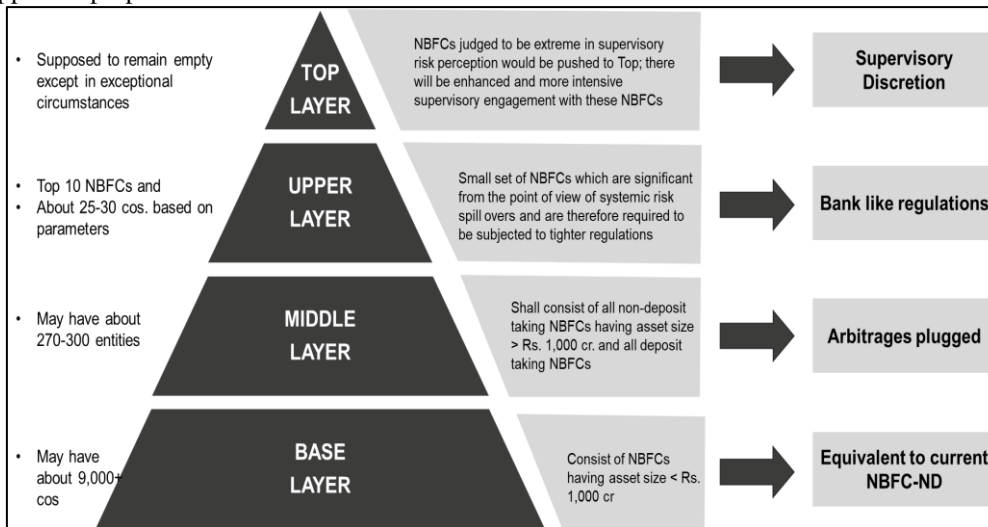 • Supposed to remain empty
except in exceptional
circumstances
TOP
LAYER
NBFCs judged to be extreme in supervisory
risk perception would be pushed to Top; there
will be enhanced and more intensive
supervisory engagement with these NBFCs
Supervisory
Discretion
• Top 10 NBFCs and
• About 25-30 cos. based on
parameters
UPPER
LAYER
Small set of NBFCs which are significant
from the point of view of systemic risk
spill overs and are therefore required to
be subjected to tighter regulations
Bank like regulations
• May have about
270-300 entities
MIDDLE
LAYER
Shall consist of all non-deposit
taking NBFCs having asset size
> Rs. 1,000 cr. and all deposit
taking NBFCs
Arbitrages plugged
• May have
about 9,000+
cos
BASE
LAYER
Consist of NBFCs
having asset size < Rs.
1,000 cr
Equivalent to current
NBFC-ND